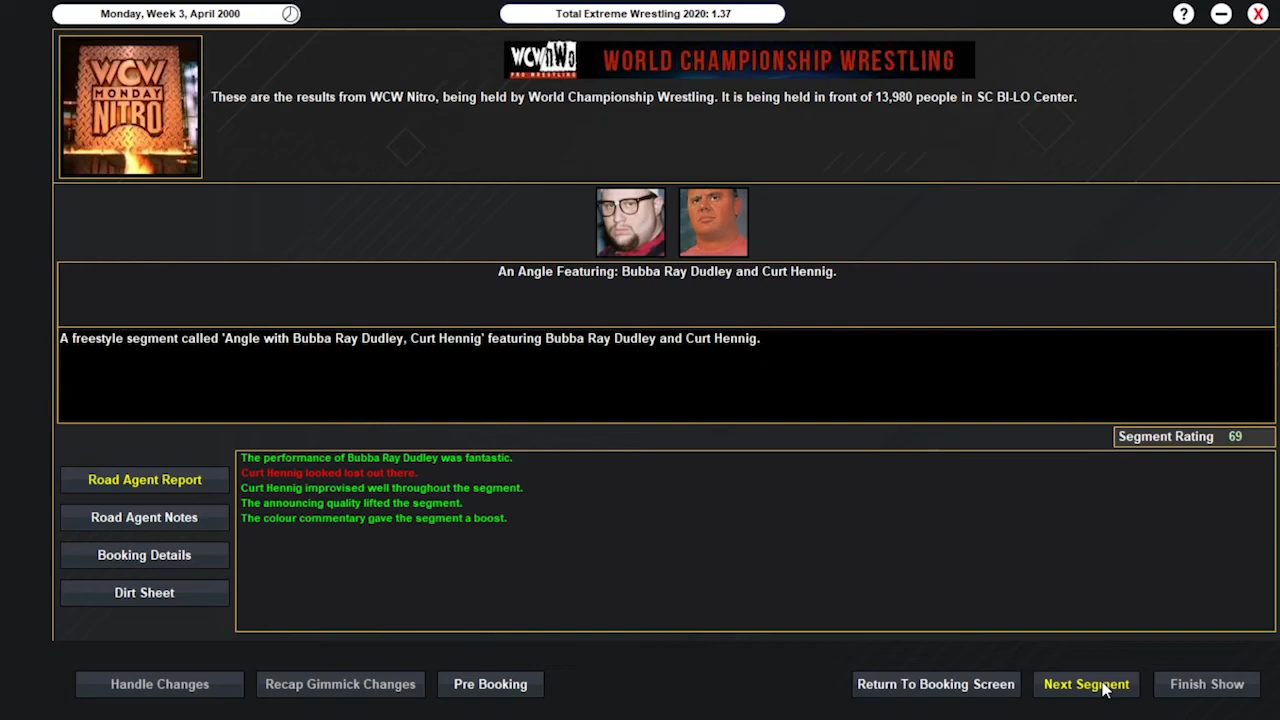 Monday, Week 3, April 2000
Total Extreme Wrestling 2020: 1.37
?
X
WCW
MONDAY
NITRO
WCW nWo
PRO WRESTLING
WORLD CHAMPIONSHIP WRESTLING
These are the results from WCW Nitro, being held by World Championship Wrestling. It is being held in front of 13,980 people in SC BI-LO Center.
An Angle Featuring: Bubba Ray Dudley and Curt Hennig.
A freestyle segment called 'Angle with Bubba Ray Dudley, Curt Hennig' featuring Bubba Ray Dudley and Curt Hennig.
Segment Rating 69
Road Agent Report
Road Agent Notes
Booking Details
Dirt Sheet
The performance of Bubba Ray Dudley was fantastic.
Curt Hennig looked lost out there.
Curt Hennig improvised well throughout the segment.
The announcing quality lifted the segment.
The colour commentary gave the segment a boost.
Handle Changes
Recap Gimmick Changes
Pre Booking
Return To Booking Screen
Next Segment
Finish Show